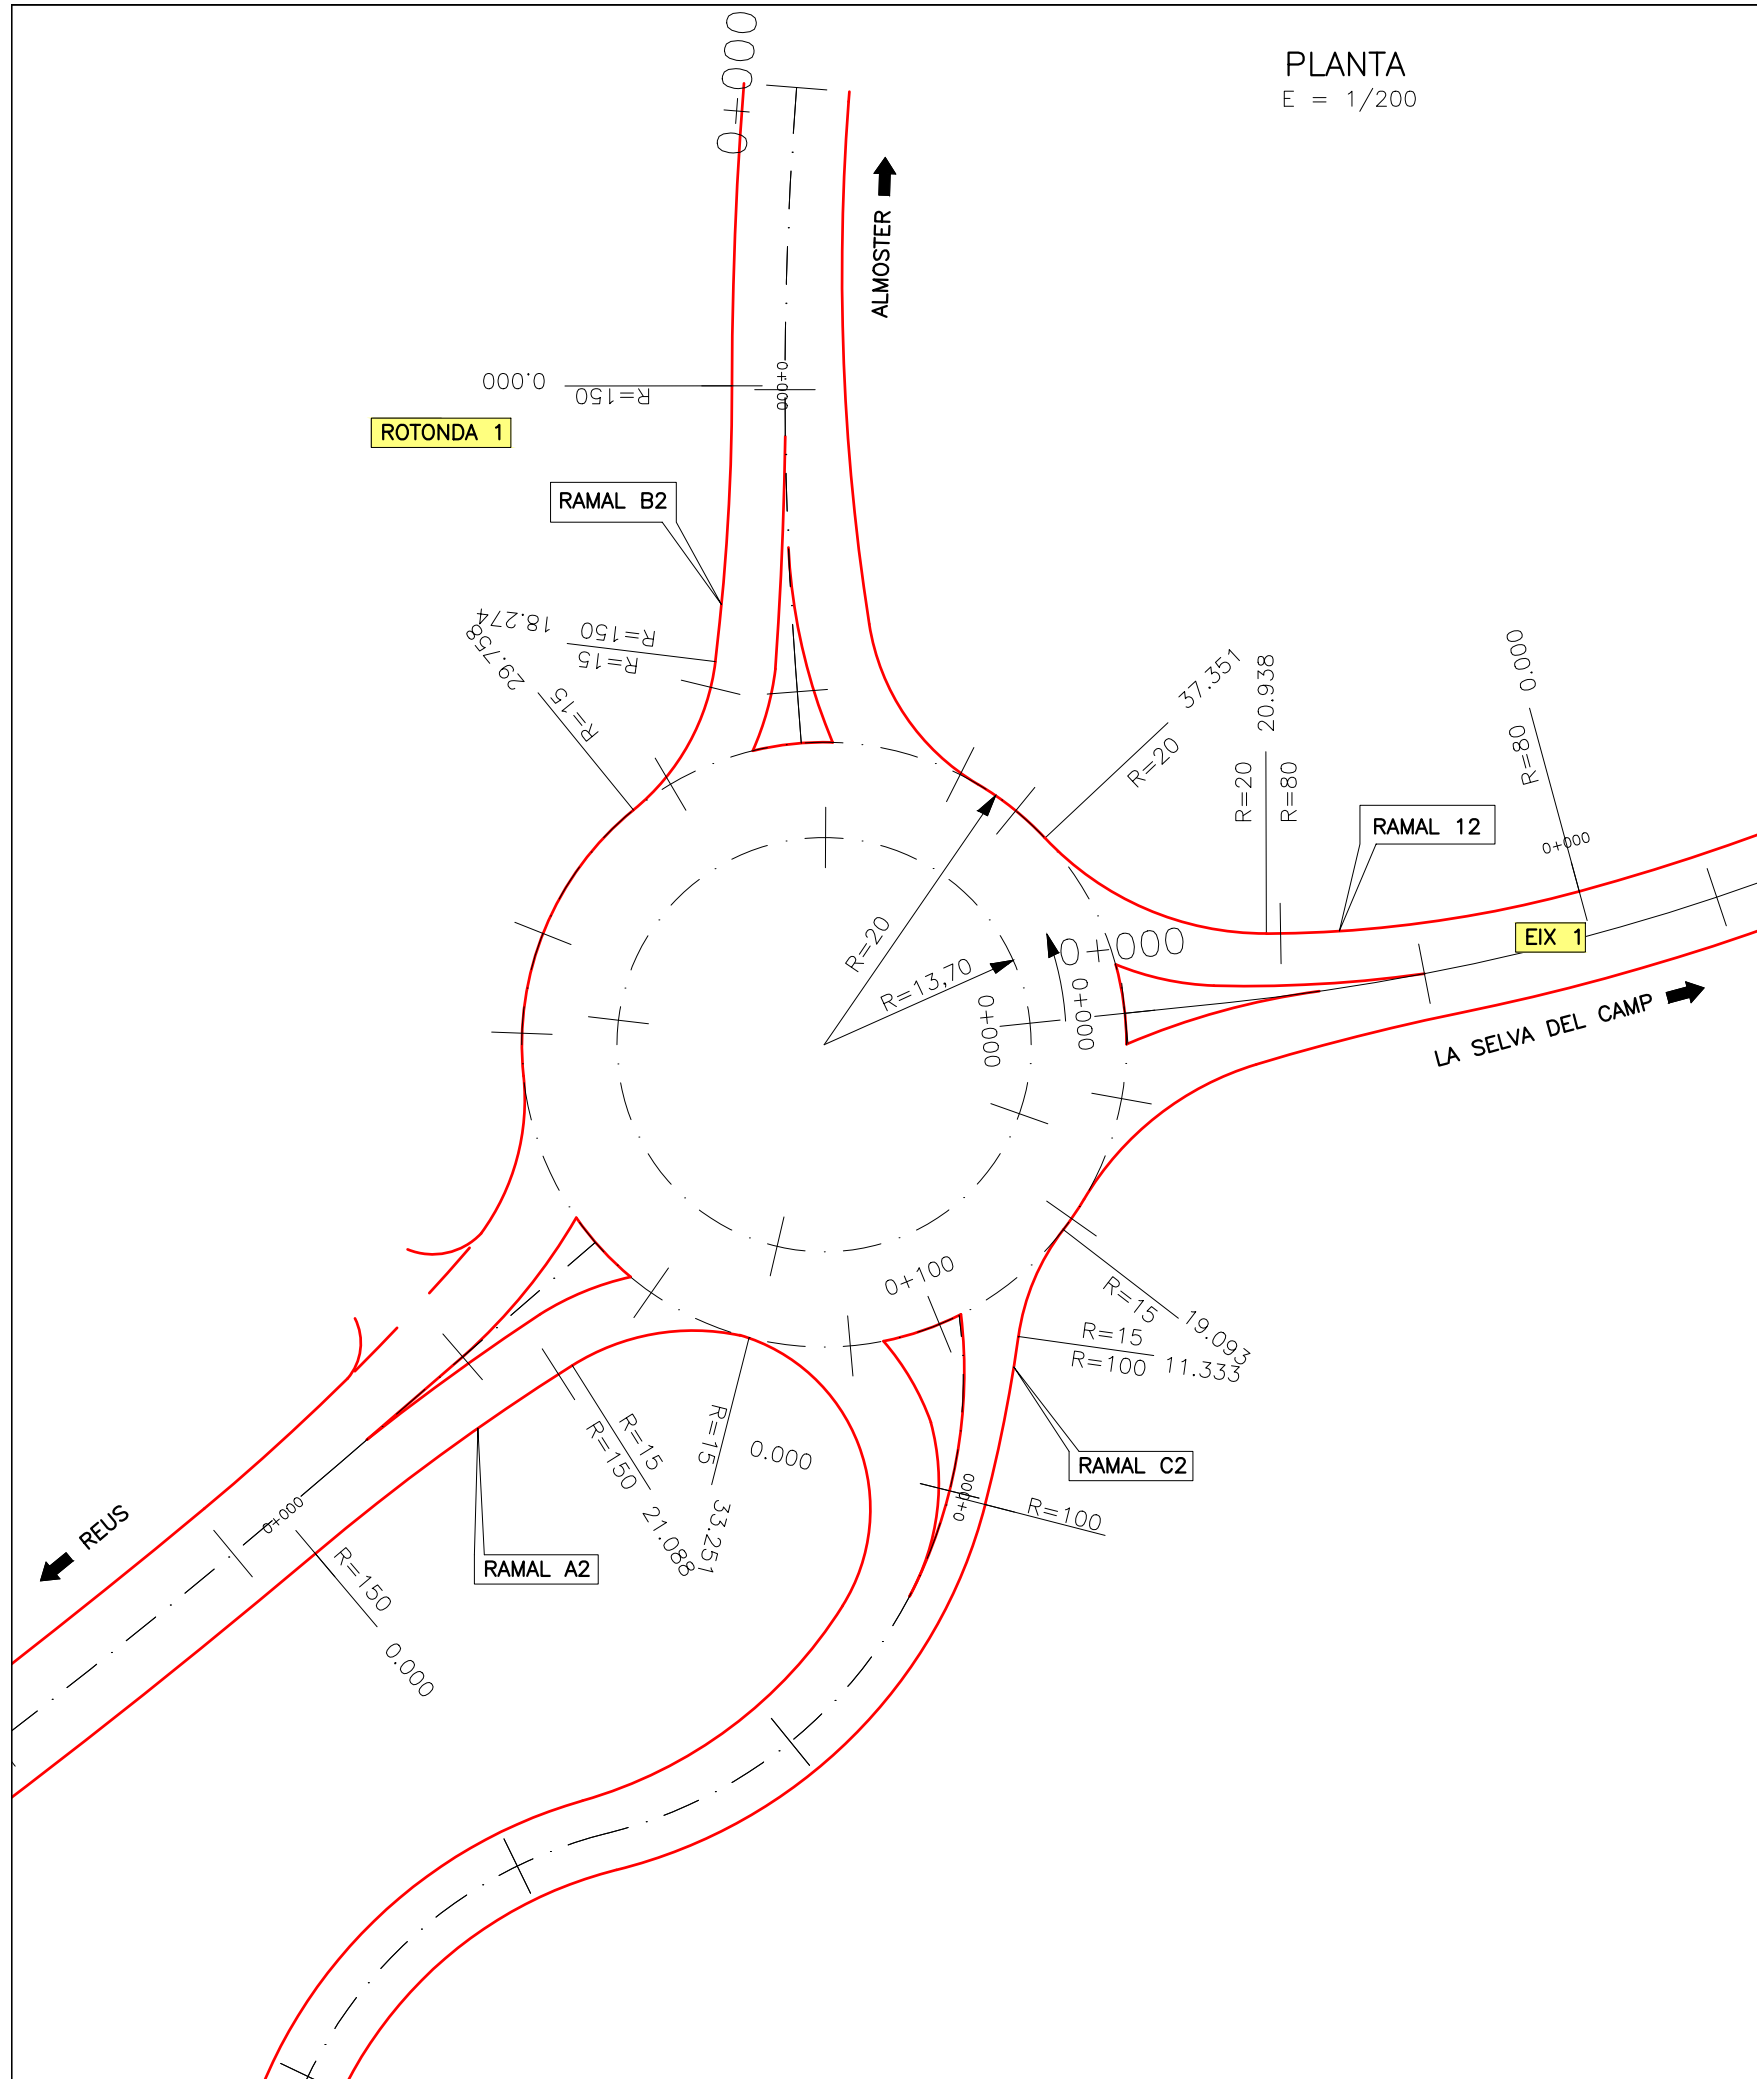 PLANTA
E = 1/200
0+000
ALMOSTER
0.000
R=150
0+000
ROTONDA 1
RAMAL B2
18.274
R=150
R=15
29.758
R=15
37.351
R=20
20.938
R=20
R=80
0.000
R=80
RAMAL 12
0+000
EIX 1
LA SELVA DEL CAMP
R=20
R=13,70
0+000
0+000
0+000
0+100
R=15
19.093
R=15
R=100
11.333
RAMAL C2
R=100
0+000
0.000
R=15
33.251
R=15
R=150
21.088
RAMAL A2
REUS
0+000
R=150
0.000